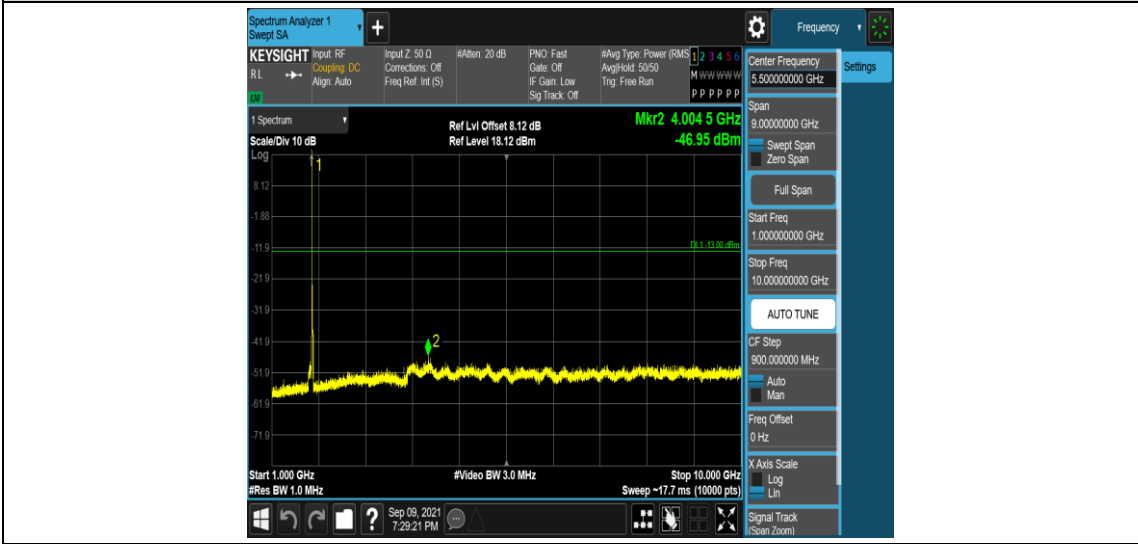 Spectrum Analyzer 1
Swept SA
+
Frequency
KEYSIGHT Input: RF
RL
Coupling: DC
Align: Auto
Input Z: 50 Ω
Corrections: Off
Freq Ref: Int (S)
#Atten: 20 dB
PNO: Fast
Gate: Off
IF Gain: Low
Sig Track: Off
#Avg Type: Power (RMS
Avg|Hold: 50/50
Trig: Free Run
1 2 3 4 5 6
M W W W W W
P P P P P P
1 Spectrum
Scale/Div 10 dB
Ref Lvl Offset 8.12 dB
Ref Level 18.12 dBm
Mkr2 4.004 5 GHz
-46.95 dBm
Log
1
8.12
-1.88
-11.9
DL1 -13.00 dBm
-21.9
-31.9
-41.9
2
-51.9
-61.9
-71.9
Start 1.000 GHz
#Res BW 1.0 MHz
#Video BW 3.0 MHz
Stop 10.000 GHz
Sweep ~17.7 ms (10000 pts)
?
Sep 09, 2021
7:29:21 PM
Center Frequency
5.500000000 GHz
Settings
Span
9.00000000 GHz
Swept Span
Zero Span
Full Span
Start Freq
1.000000000 GHz
Stop Freq
10.000000000 GHz
AUTO TUNE
CF Step
900.000000 MHz
Auto
Man
Freq Offset
0 Hz
X Axis Scale
Log
Lin
Signal Track
(Span Zoom)